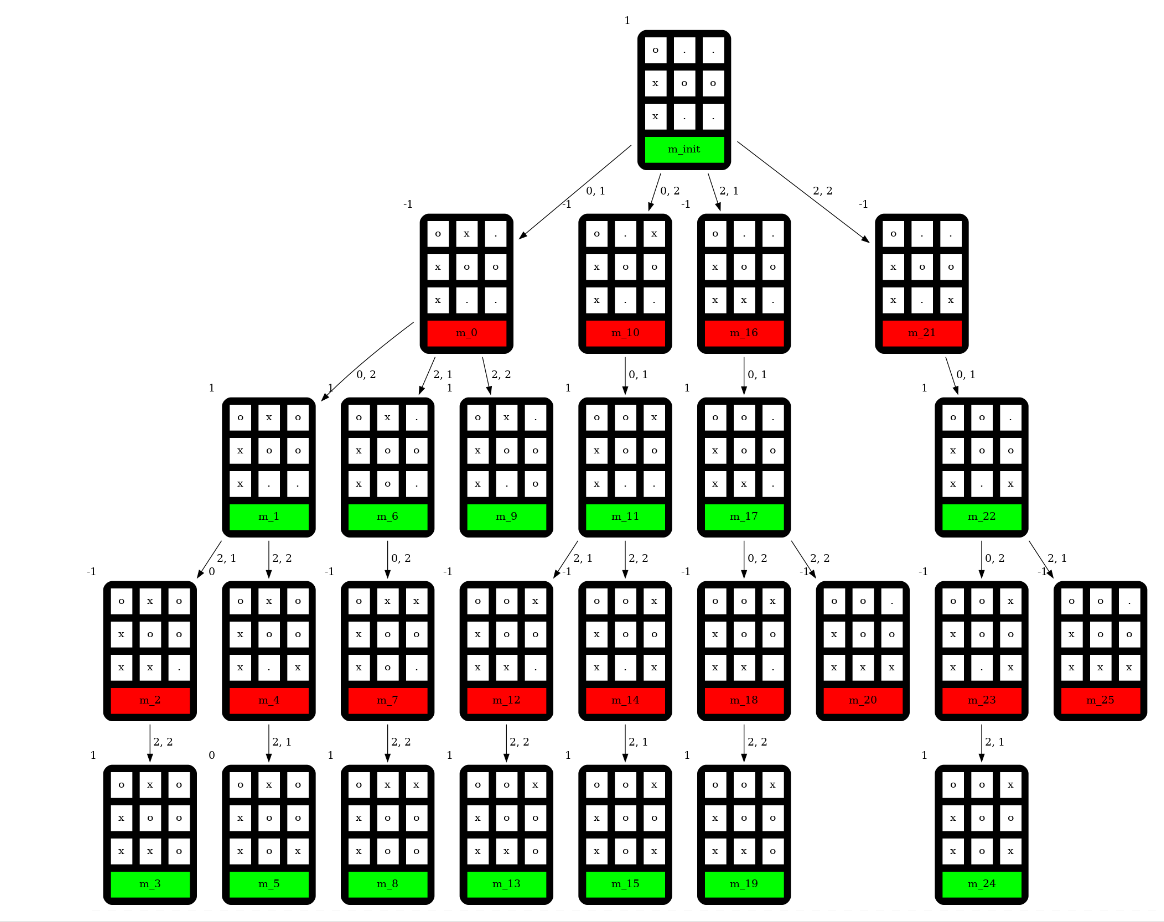 1
o . .
x o o
x . .
m_init
0, 1
0, 2
2, 1
2, 2
-1
-1
-1
-1
o x .
x o o
x . .
m_0
o . x
x o o
x . .
m_10
o . .
x o o
x x .
m_16
o . .
x o o
x . x
m_21
0, 2
2, 1
2, 2
0, 1
0, 1
0, 1
1
1
1
1
1
1
o x o
x o o
x . .
m_1
o x .
x o o
x o .
m_6
o x .
x o o
x . o
m_9
o o x
x o o
x . .
m_11
o o .
x o o
x x .
m_17
o o .
x o o
x . x
m_22
2, 1
2, 2
0, 2
2, 1
2, 2
0, 2
2, 2
0, 2
2, 1
-1
0
-1
-1
-1
-1
-1
-1
-1
o x o
x o o
x x .
m_2
o x o
x o o
x . x
m_4
o x x
x o o
x o .
m_7
o o x
x o o
x x .
m_12
o o x
x o o
x . x
m_14
o o x
x o o
x x .
m_18
o o .
x o o
x x x
m_20
o o x
x o o
x . x
m_23
o o .
x o o
x x x
m_25
2, 2
2, 1
2, 2
2, 2
2, 1
2, 2
2, 1
1
0
1
1
1
1
1
o x o
x o o
x x o
m_3
o x o
x o o
x o x
m_5
o x x
x o o
x o o
m_8
o o x
x o o
x x o
m_13
o o x
x o o
x o x
m_15
o o x
x o o
x x o
m_19
o o x
x o o
x o x
m_24